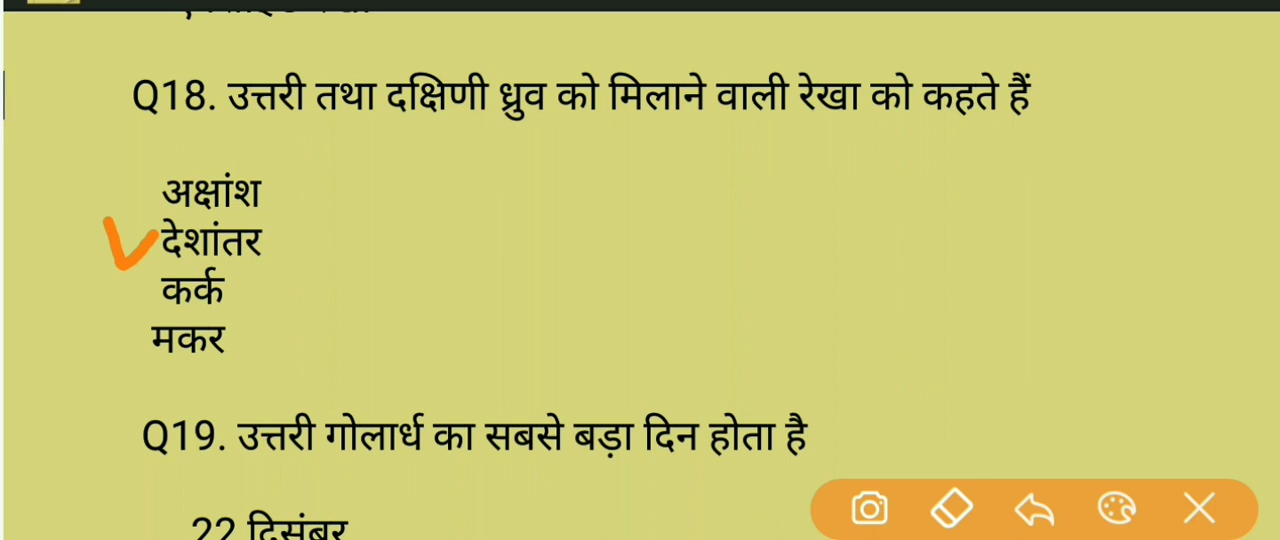 Q18. उत्तरी तथा दक्षिणी ध्रुव को मिलाने वाली रेखा को कहते हैं
अक्षांश
देशांतर
कर्क
मकर
Q19. उत्तरी गोलार्ध का सबसे बड़ा दिन होता है
22 दिसंबर